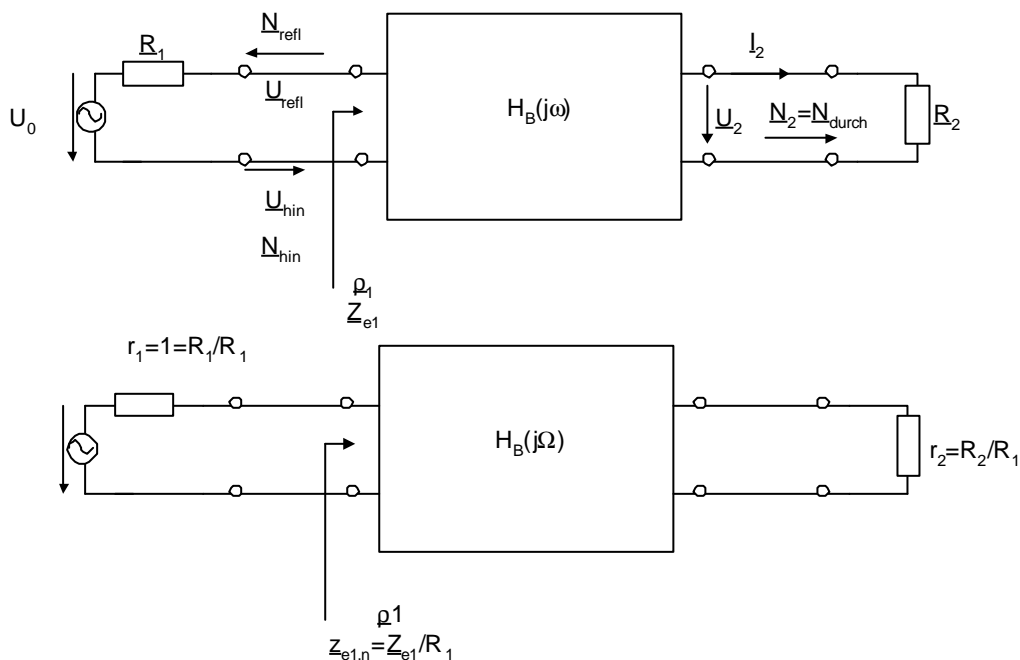 N_refl
R_1
I_2
U_refl
H_B(jω)
U_0
U_2
N_2=N_durch
R_2
U_hin
N_hin
ρ_1
Z_e1
r_1=1=R_1/R_1
H_B(jΩ)
r_2=R_2/R_1
ρ1
z_e1,n=Z_e1/R_1